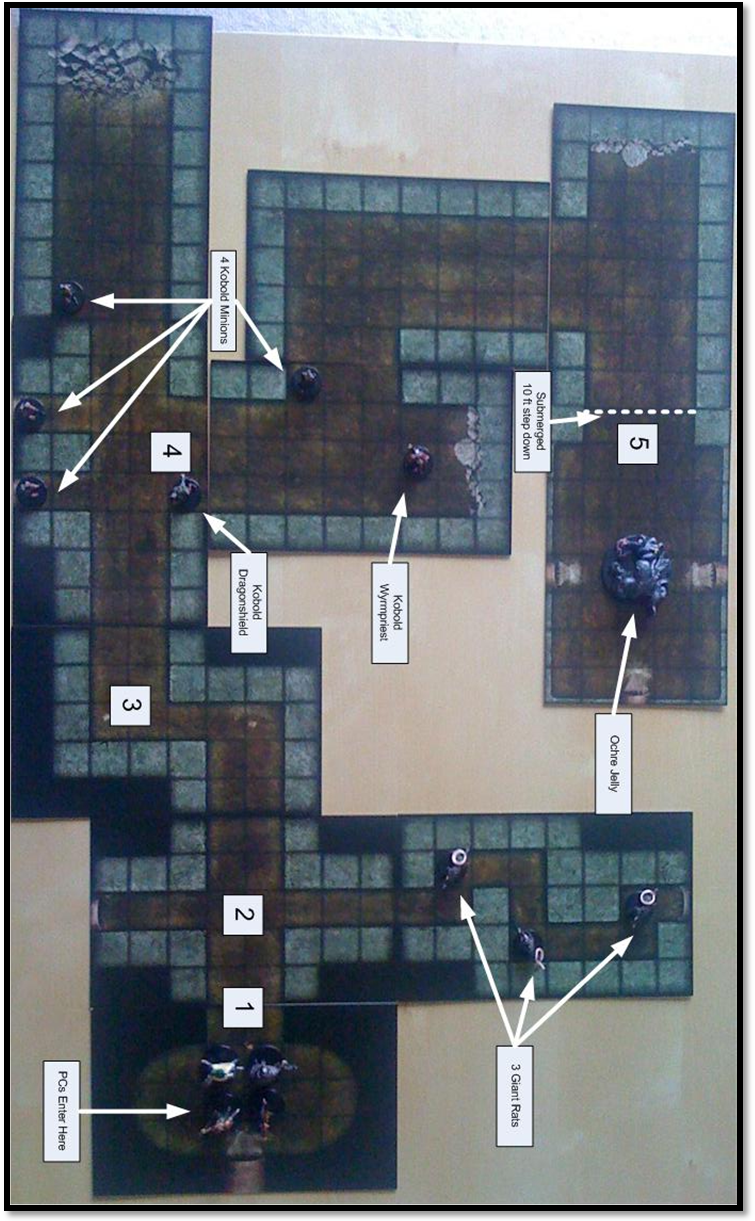 5
Ochre Jelly
Submerged
10 ft step down
3 Giant Rats
Kobold
Wyrmpriest
Kobold
Dragonshield
2
1
4 Kobold Minions
4
3
PCs Enter Here